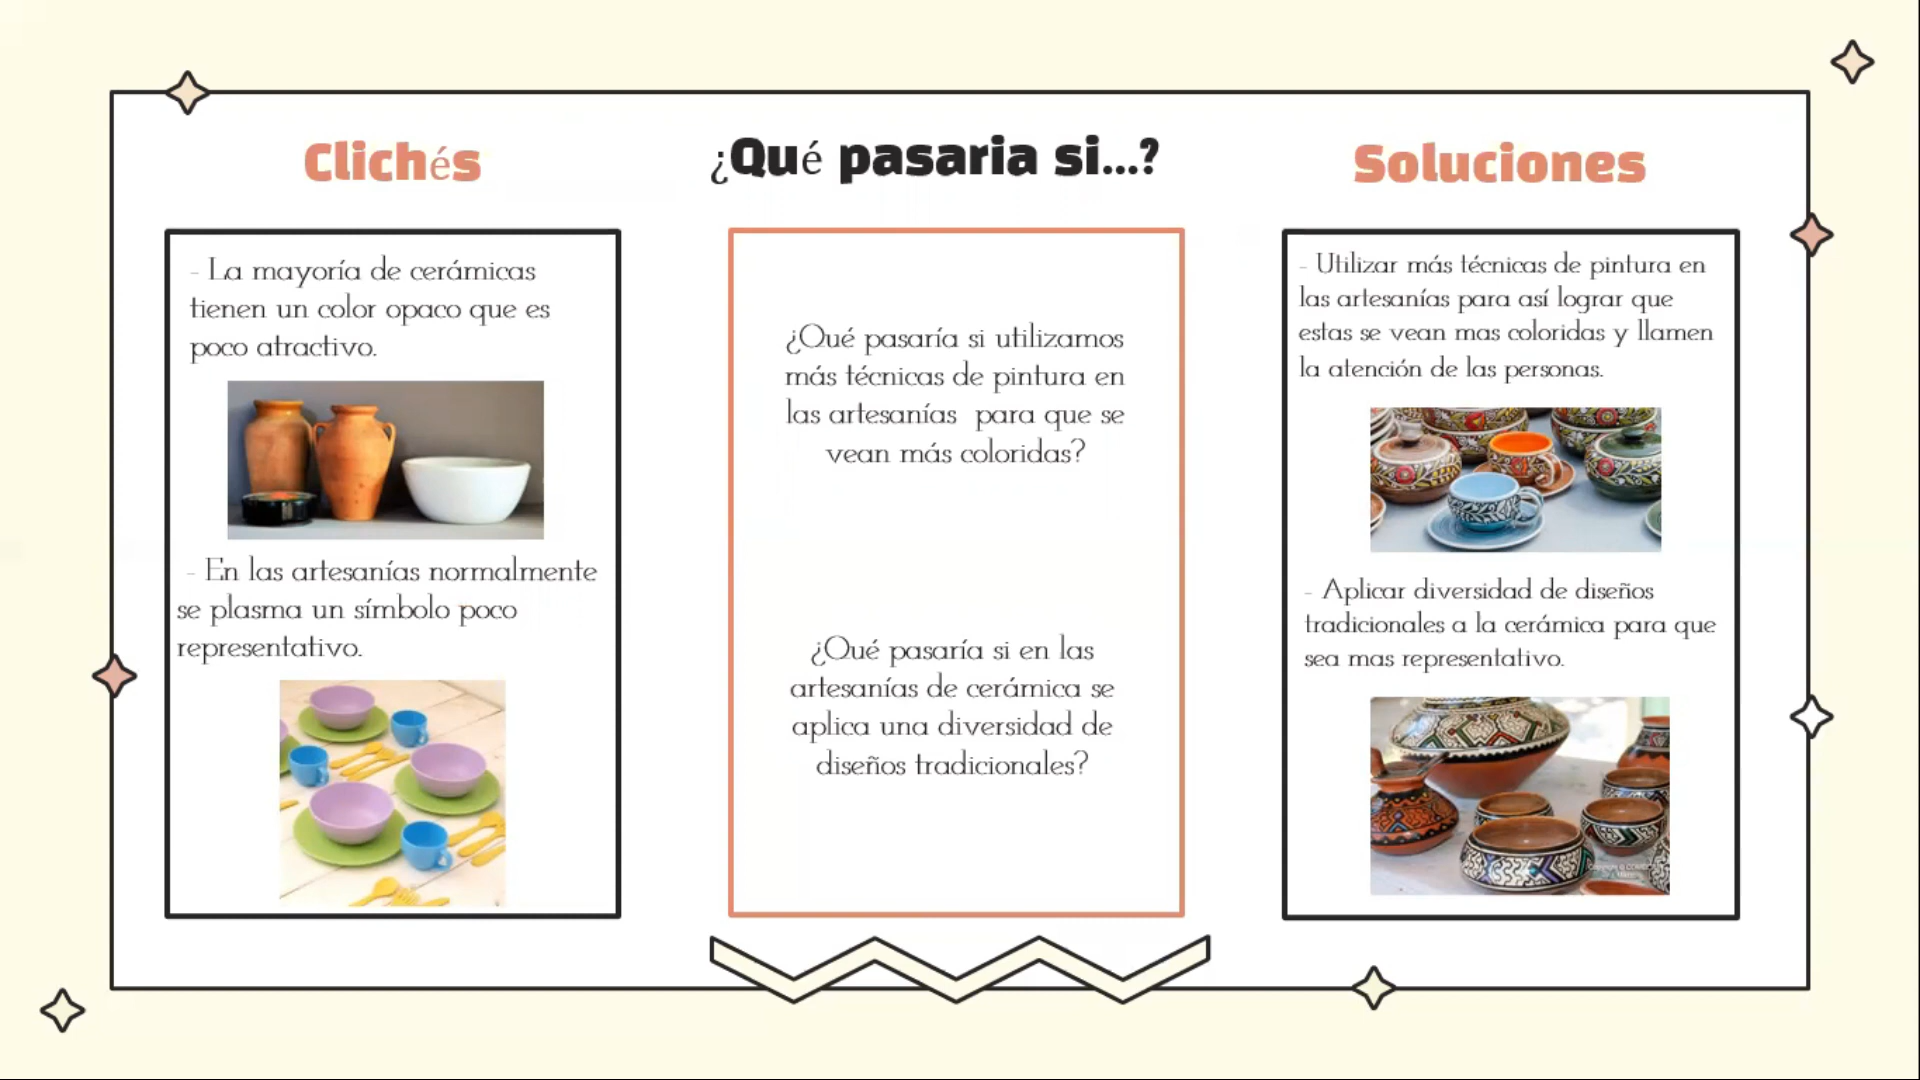 Clichés
- La mayoría de cerámicas
tienen un color opaco que es
poco atractivo.
- En las artesanías normalmente
se plasma un símbolo poco
representativo.
¿Qué pasaria si...?
¿Qué pasaría si utilizamos
más técnicas de pintura en
las artesanías para que se
vean más coloridas?
¿Qué pasaría si en las
artesanías de cerámica se
aplica una diversidad de
diseños tradicionales?
Soluciones
- Utilizar más técnicas de pintura en
las artesanías para así lograr que
estas se vean mas coloridas y llamen
la atención de las personas.
- Aplicar diversidad de diseños
tradicionales a la cerámica para que
sea mas representativo.